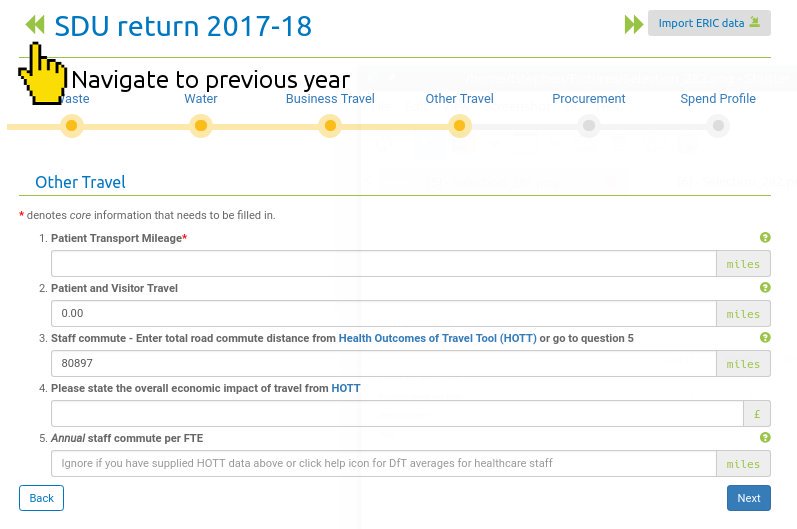 SDU return 2017-18
Import ERIC data
Navigate to previous year
aste Water Business Travel Other Travel Procurement Spend Profile
Other Travel
* denotes core information that needs to be filled in.
1. Patient Transport Mileage*
miles
2. Patient and Visitor Travel
0.00 miles
3. Staff commute - Enter total road commute distance from Health Outcomes of Travel Tool (HOTT) or go to question 5
80897 miles
4. Please state the overall economic impact of travel from HOTT
£
5. Annual staff commute per FTE
Ignore if you have supplied HOTT data above or click help icon for DfT averages for healthcare staff miles
Back Next